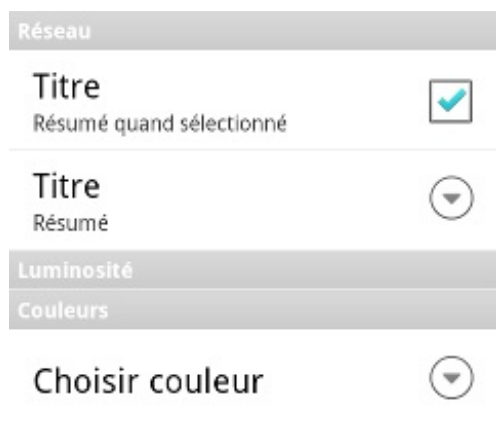 Réseau
Titre
Résumé quand sélectionné
Titre
Résumé
Luminosité
Couleurs
Choisir couleur